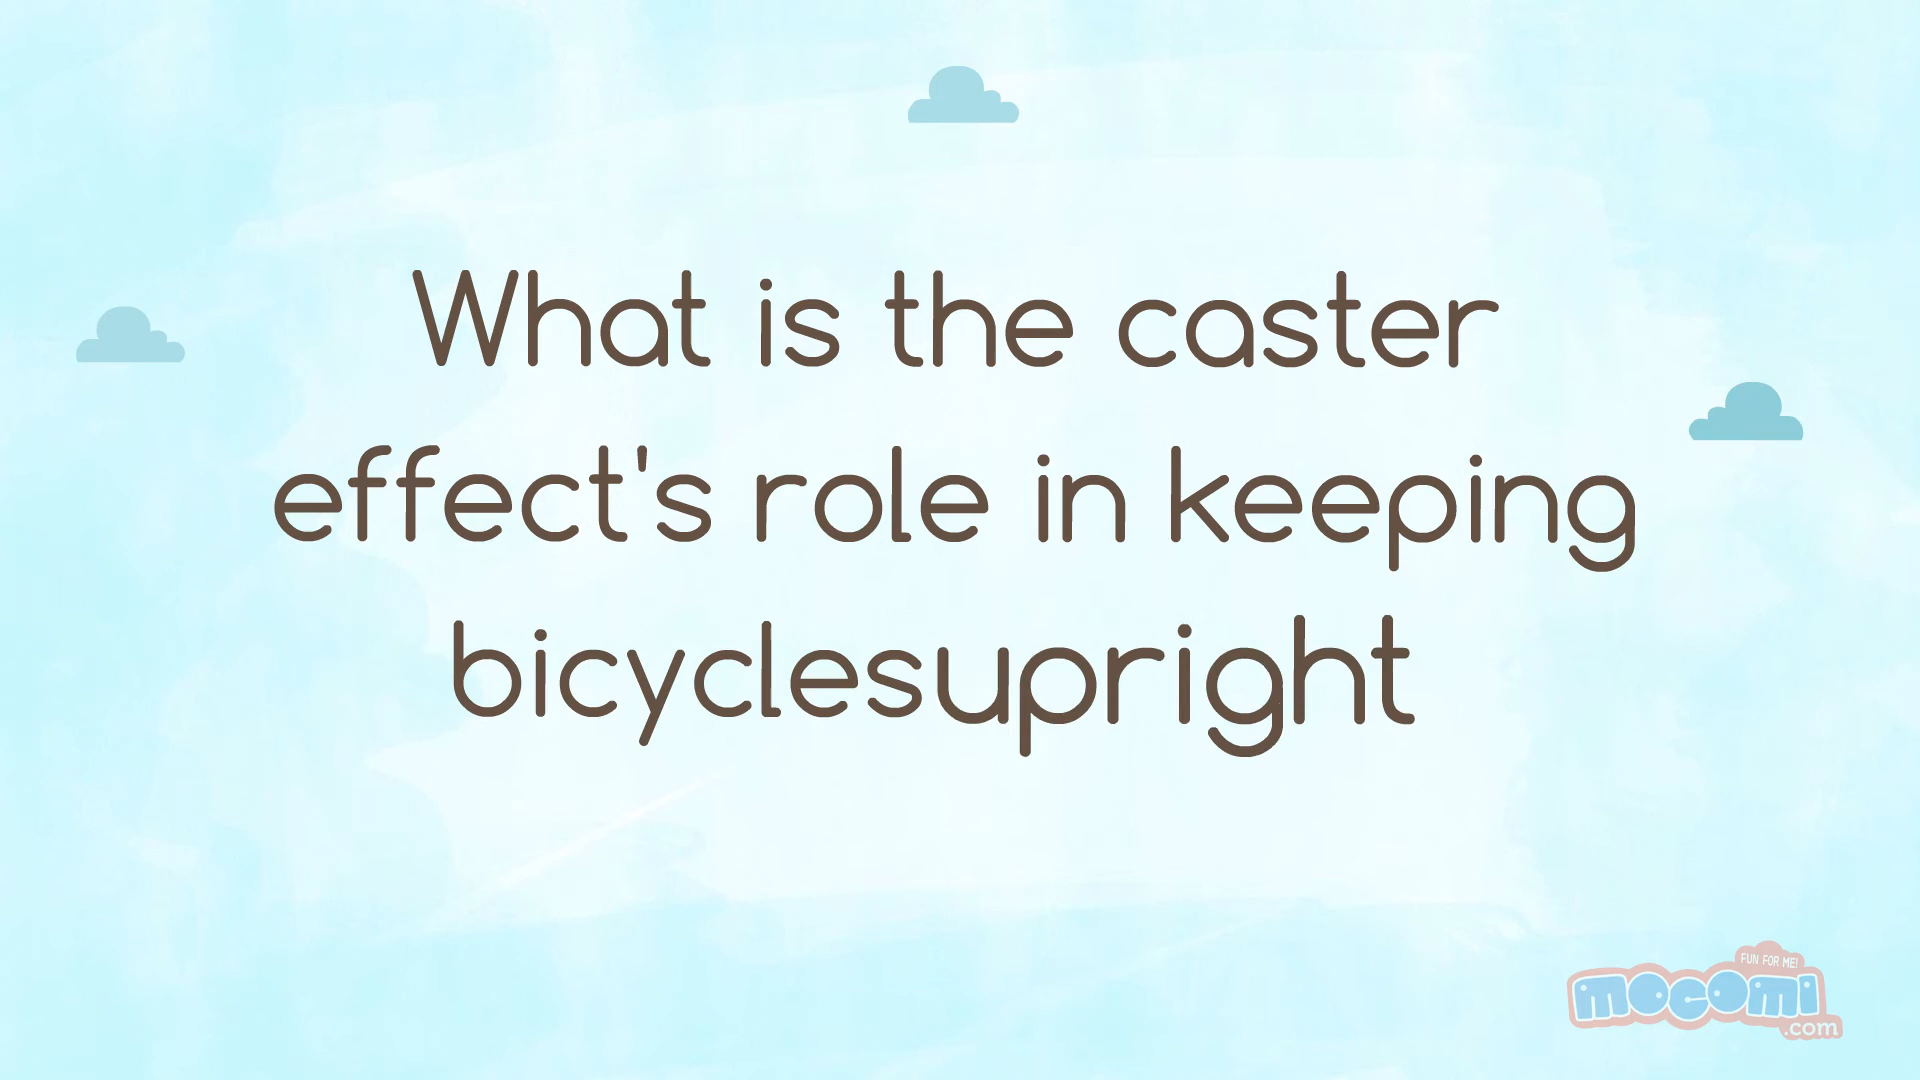 What is the caster
effect's role in keeping
bicyclesupright
FUN FOR ME!
mocomi
.com